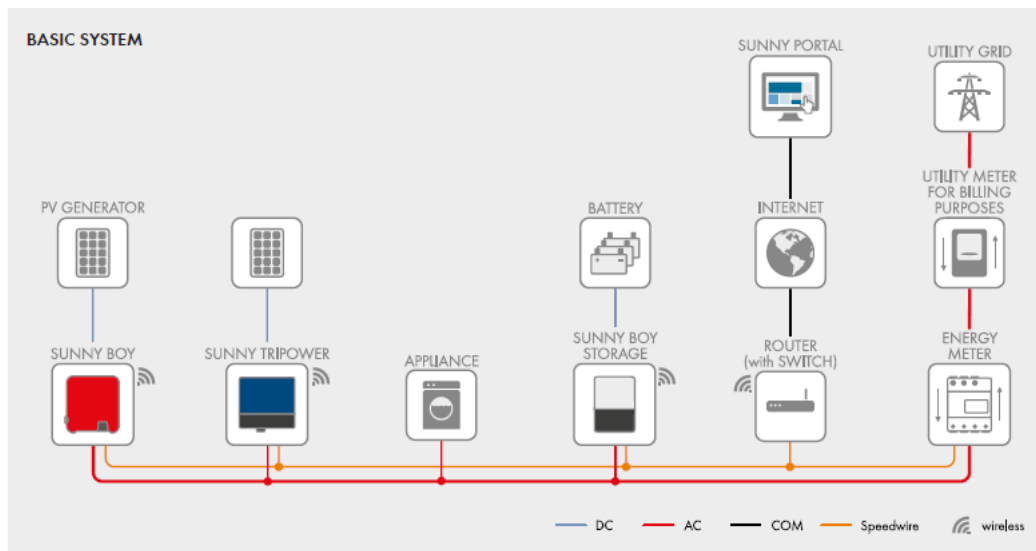 BASIC SYSTEM
SUNNY PORTAL
UTILITY GRID
UTILITY METER
FOR BILLING
PURPOSES
PV GENERATOR
BATTERY
INTERNET
SUNNY BOY
SUNNY TRIPOWER
APPLIANCE
SUNNY BOY
STORAGE
ROUTER
(with SWITCH)
ENERGY
METER
DC
AC
COM
Speedwire
wireless